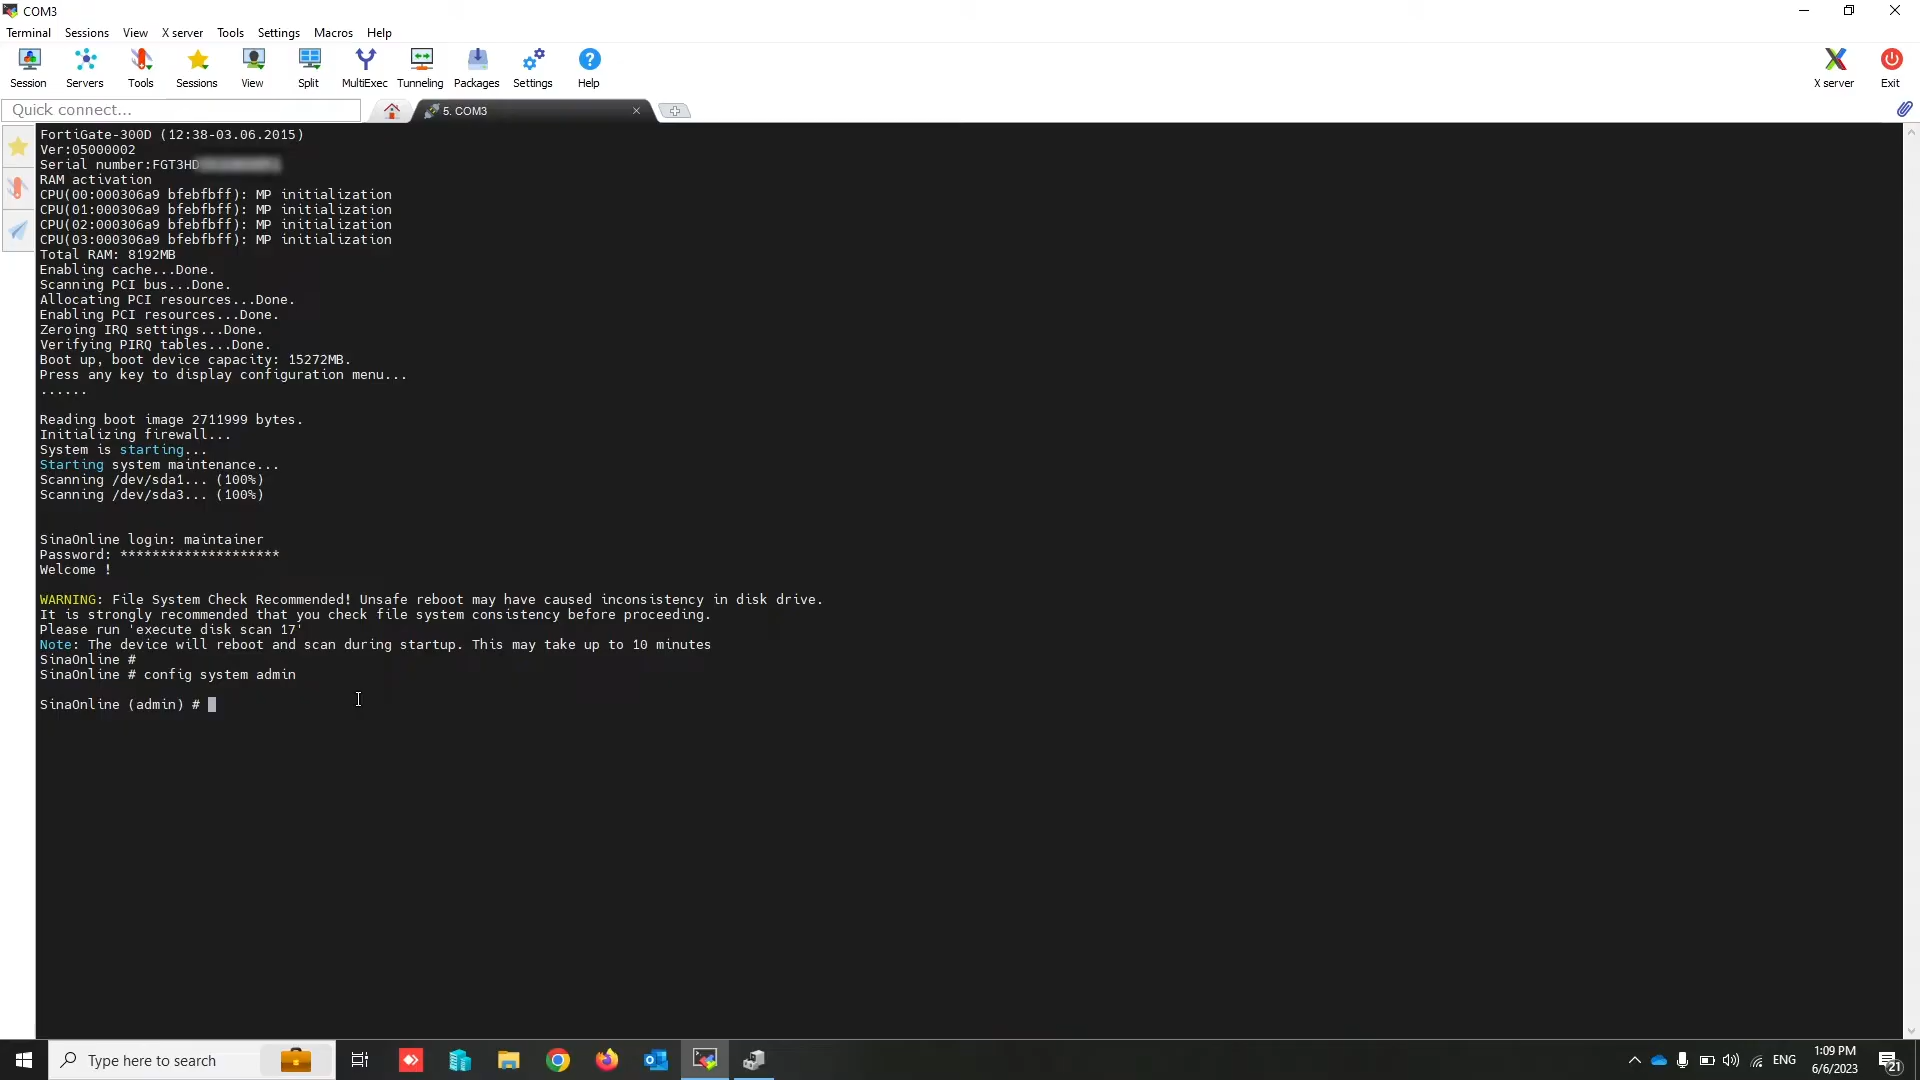 COM3
Terminal Sessions View X server Tools Settings Macros Help
Session Servers Tools Sessions View Split MultiExec Tunneling Packages Settings Help X server Exit
Quick connect... 5. COM3
FortiGate-300D (12:38-03.06.2015)
Ver:05000002
Serial number:FGT3HD
RAM activation
CPU(00:000306a9 bfebfbff): MP initialization
CPU(01:000306a9 bfebfbff): MP initialization
CPU(02:000306a9 bfebfbff): MP initialization
CPU(03:000306a9 bfebfbff): MP initialization
Total RAM: 8192MB
Enabling cache...Done.
Scanning PCI bus...Done.
Allocating PCI resources...Done.
Enabling PCI resources...Done.
Zeroing IRQ settings...Done.
Verifying PIRQ tables...Done.
Boot up, boot device capacity: 15272MB.
Press any key to display configuration menu...
......
Reading boot image 2711999 bytes.
Initializing firewall...
System is starting...
Starting system maintenance...
Scanning /dev/sda1... (100%)
Scanning /dev/sda3... (100%)
SinaOnline login: maintainer
Password: ********************
Welcome !
WARNING: File System Check Recommended! Unsafe reboot may have caused inconsistency in disk drive.
It is strongly recommended that you check file system consistency before proceeding.
Please run 'execute disk scan 17'
Note: The device will reboot and scan during startup. This may take up to 10 minutes
SinaOnline #
SinaOnline # config system admin
SinaOnline (admin) #
Type here to search
ENG
1:09 PM
6/6/2023
21